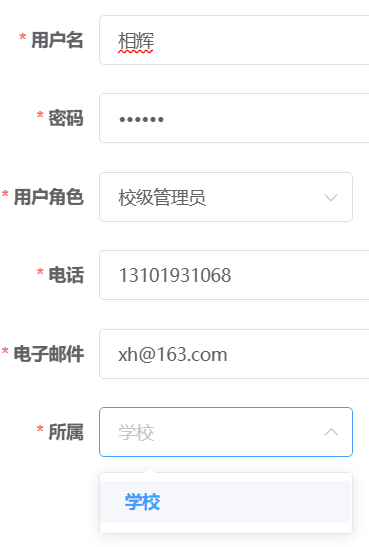 * 用户名 相辉
* 密码 ••••••
* 用户角色 校级管理员
* 电话 13101931068
* 电子邮件 xh@163.com
* 所属 学校
学校